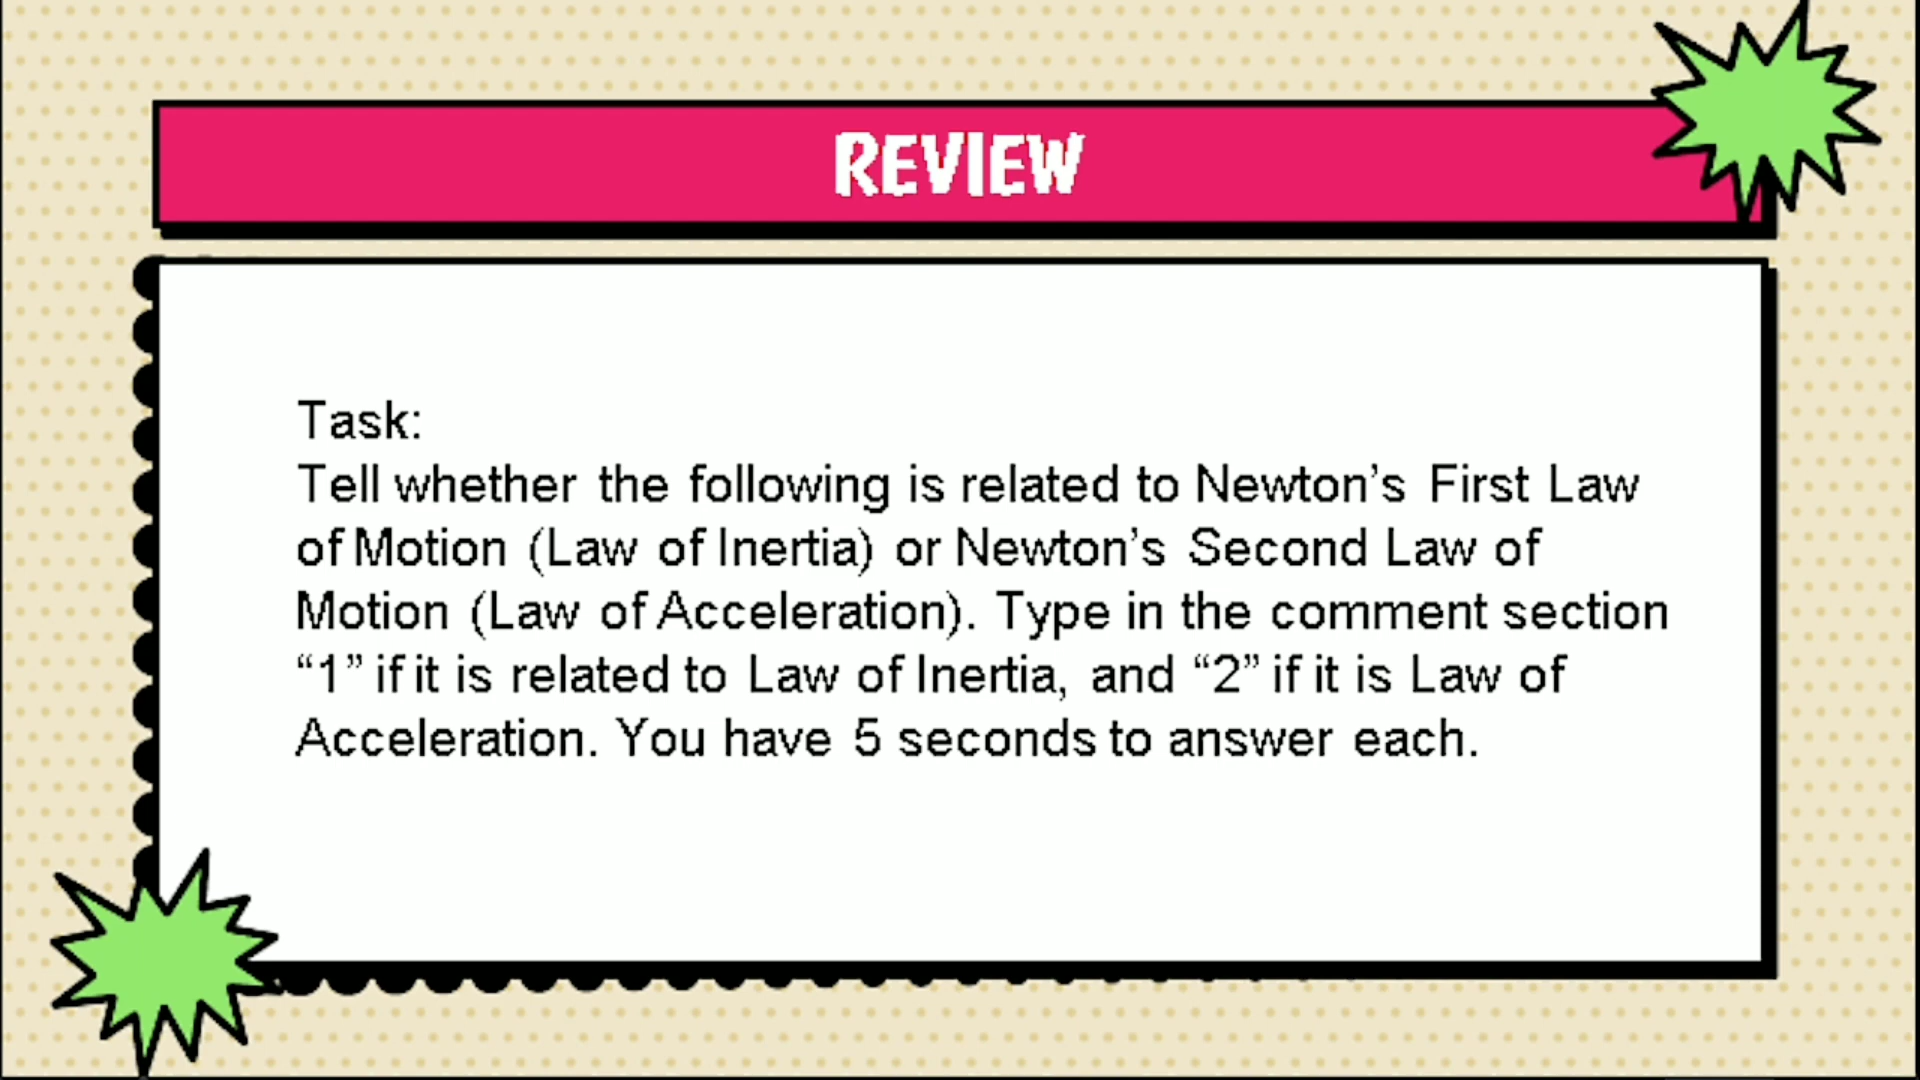 REVIEW
Task:
Tell whether the following is related to Newton’s First Law
of Motion (Law of Inertia) or Newton’s Second Law of
Motion (Law of Acceleration). Type in the comment section
“1” if it is related to Law of Inertia, and “2” if it is Law of
Acceleration. You have 5 seconds to answer each.